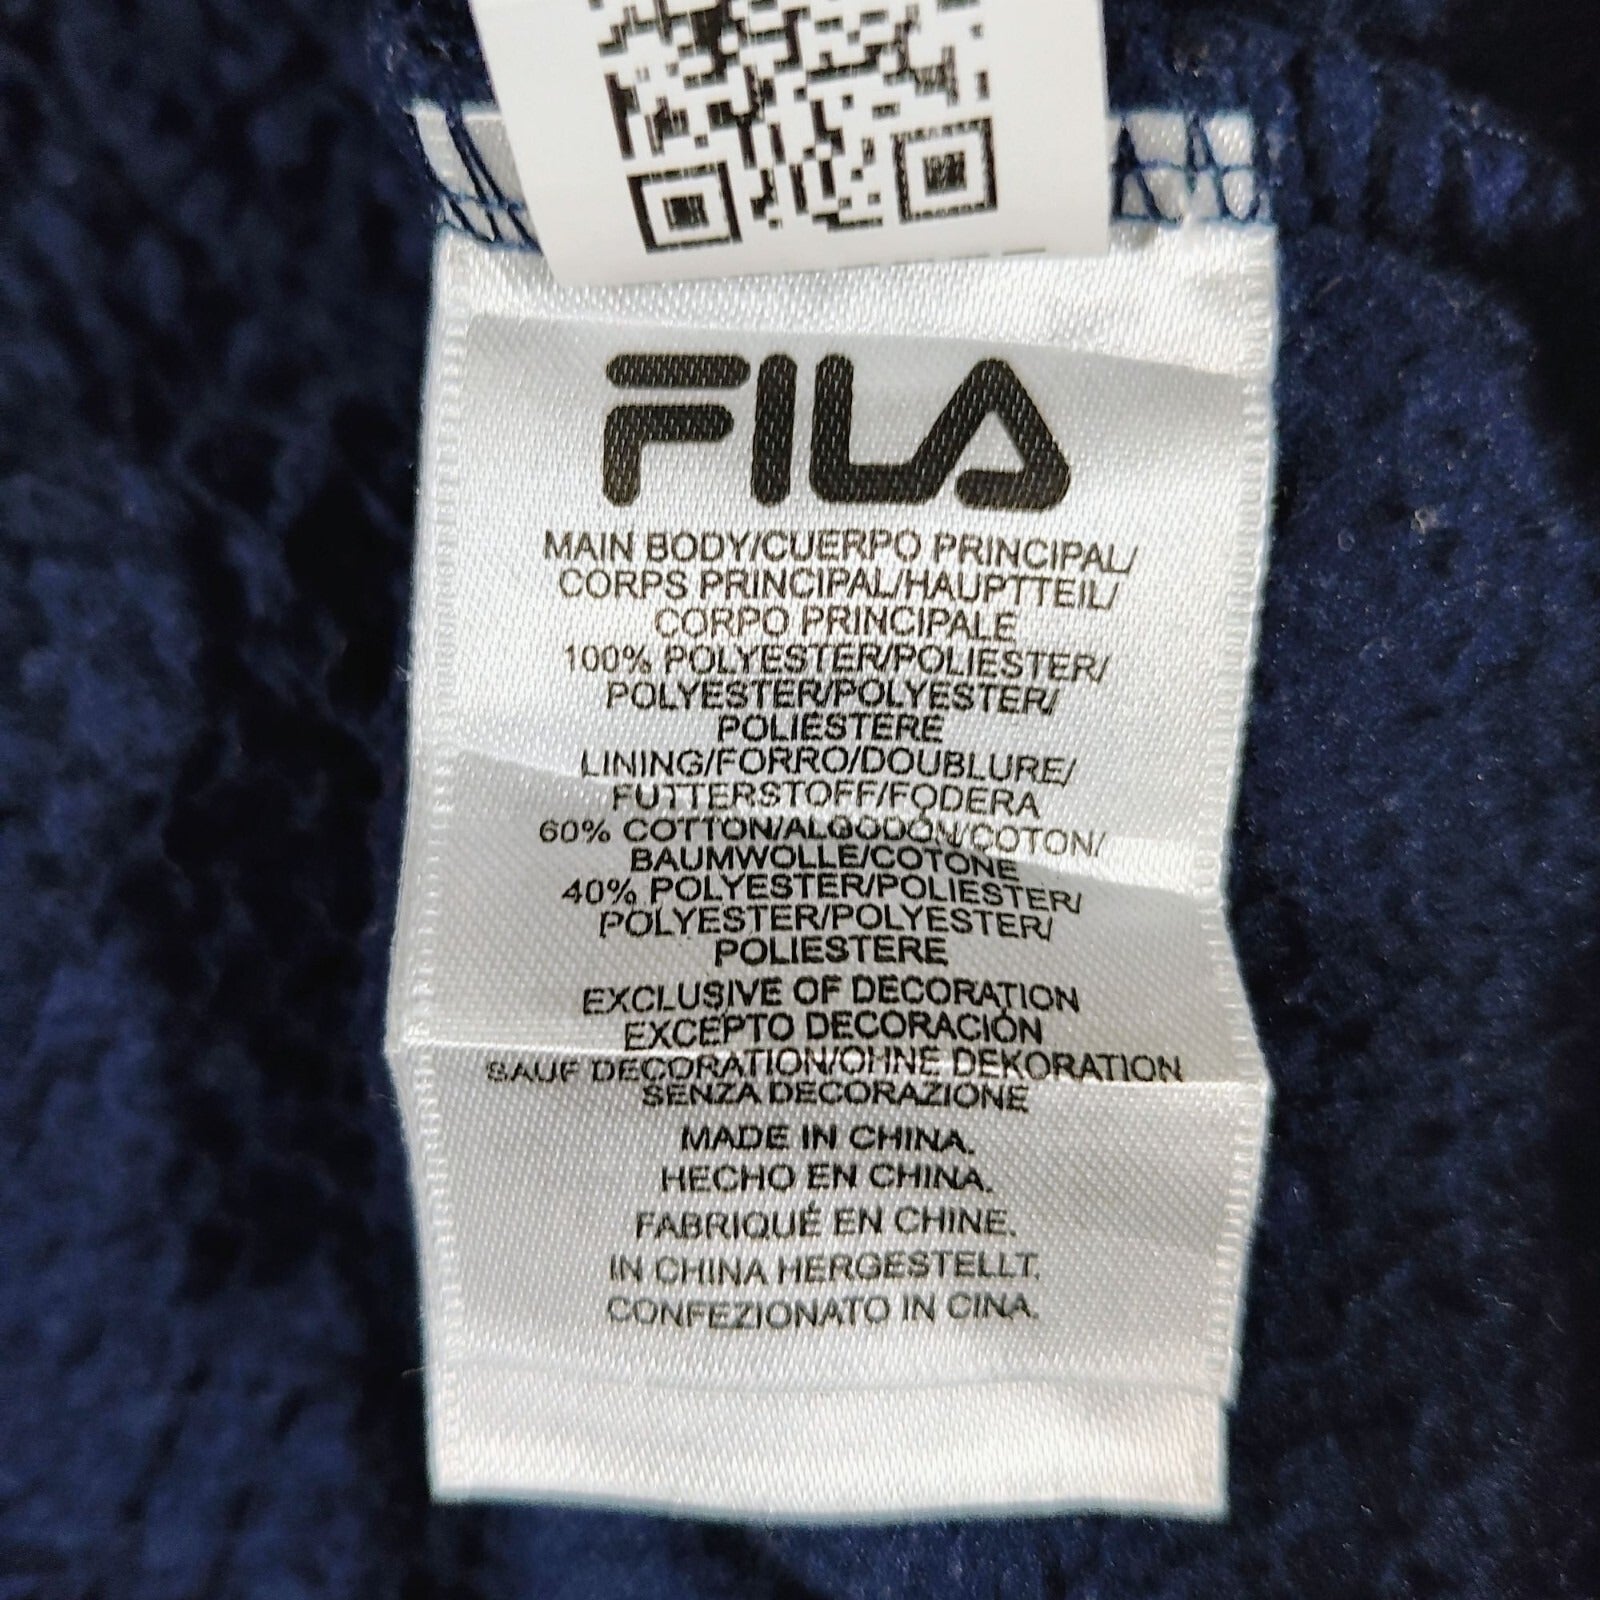 FILA
MAIN BODY/CUERPO PRINCIPAL/
CORPS PRINCIPAL/HAUPTTEIL/
CORPO PRINCIPALE
100% POLYESTER/POLIESTER/
POLYESTER/POLYESTER/
POLIESTERE
LINING/FORRO/DOUBLURE/
FUTTERSTOFF/FODERA
60% COTTON/ALGODÓN/COTON/
BAUMWOLLE/COTONE
40% POLYESTER/POLIESTER/
POLYESTER/POLYESTER/
POLIESTERE
EXCLUSIVE OF DECORATION
EXCEPTO DECORACIÓN
SAUF DECORATION/OHNE DEKORATION
SENZA DECORAZIONE
MADE IN CHINA.
HECHO EN CHINA.
FABRIQUÉ EN CHINE.
IN CHINA HERGESTELLT.
CONFEZIONATO IN CINA.